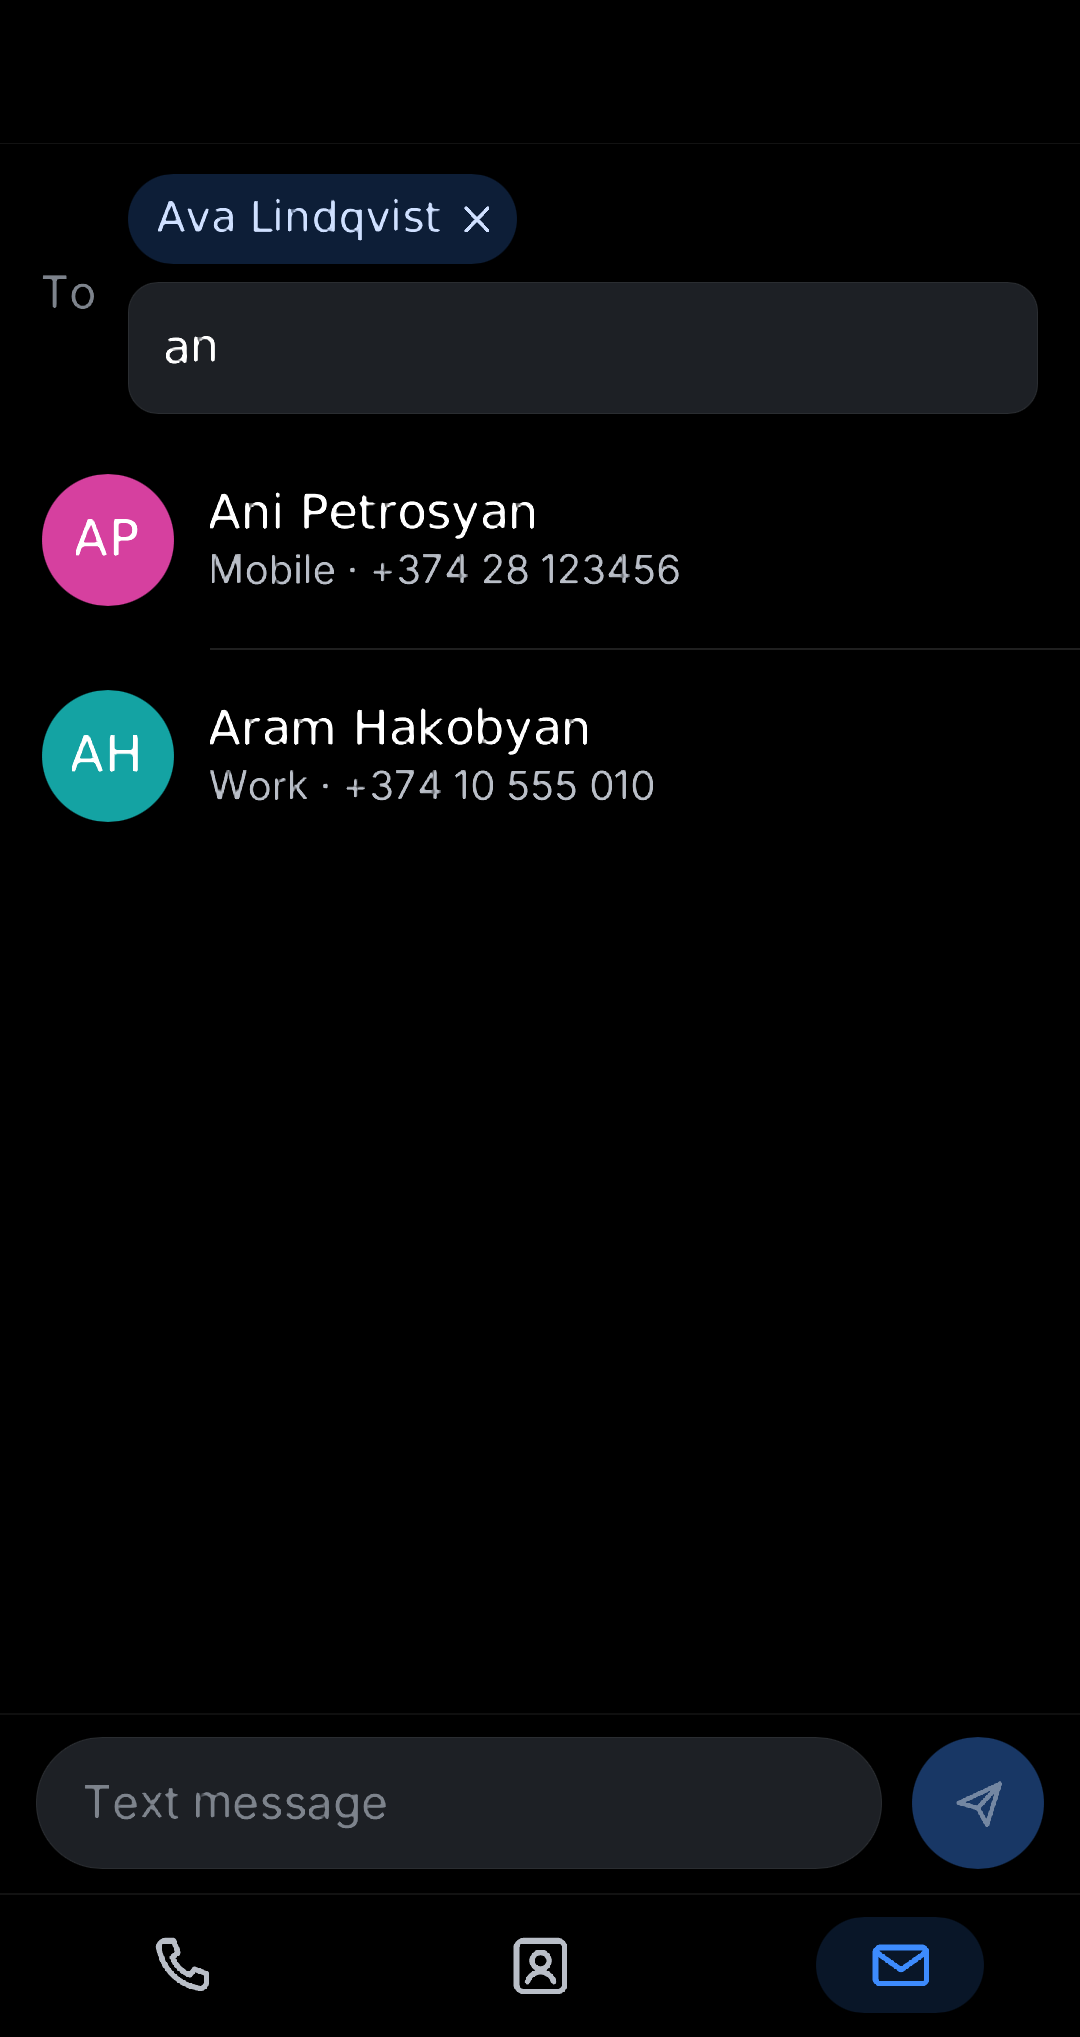 Ava Lindqvist
To
an
AP
Ani Petrosyan
Mobile · +374 28 123456
AH
Aram Hakobyan
Work · +374 10 555 010
Text message